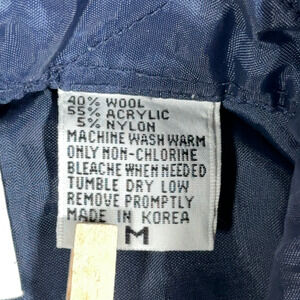 40% WOOL
55% ACRYLIC
5% NYLON
MACHINE WASH WARM
ONLY NON-CHLORINE
BLEACHE WHEN NEEDED
TUMBLE DRY LOW
REMOVE PROMPTLY
MADE IN KOREA
M